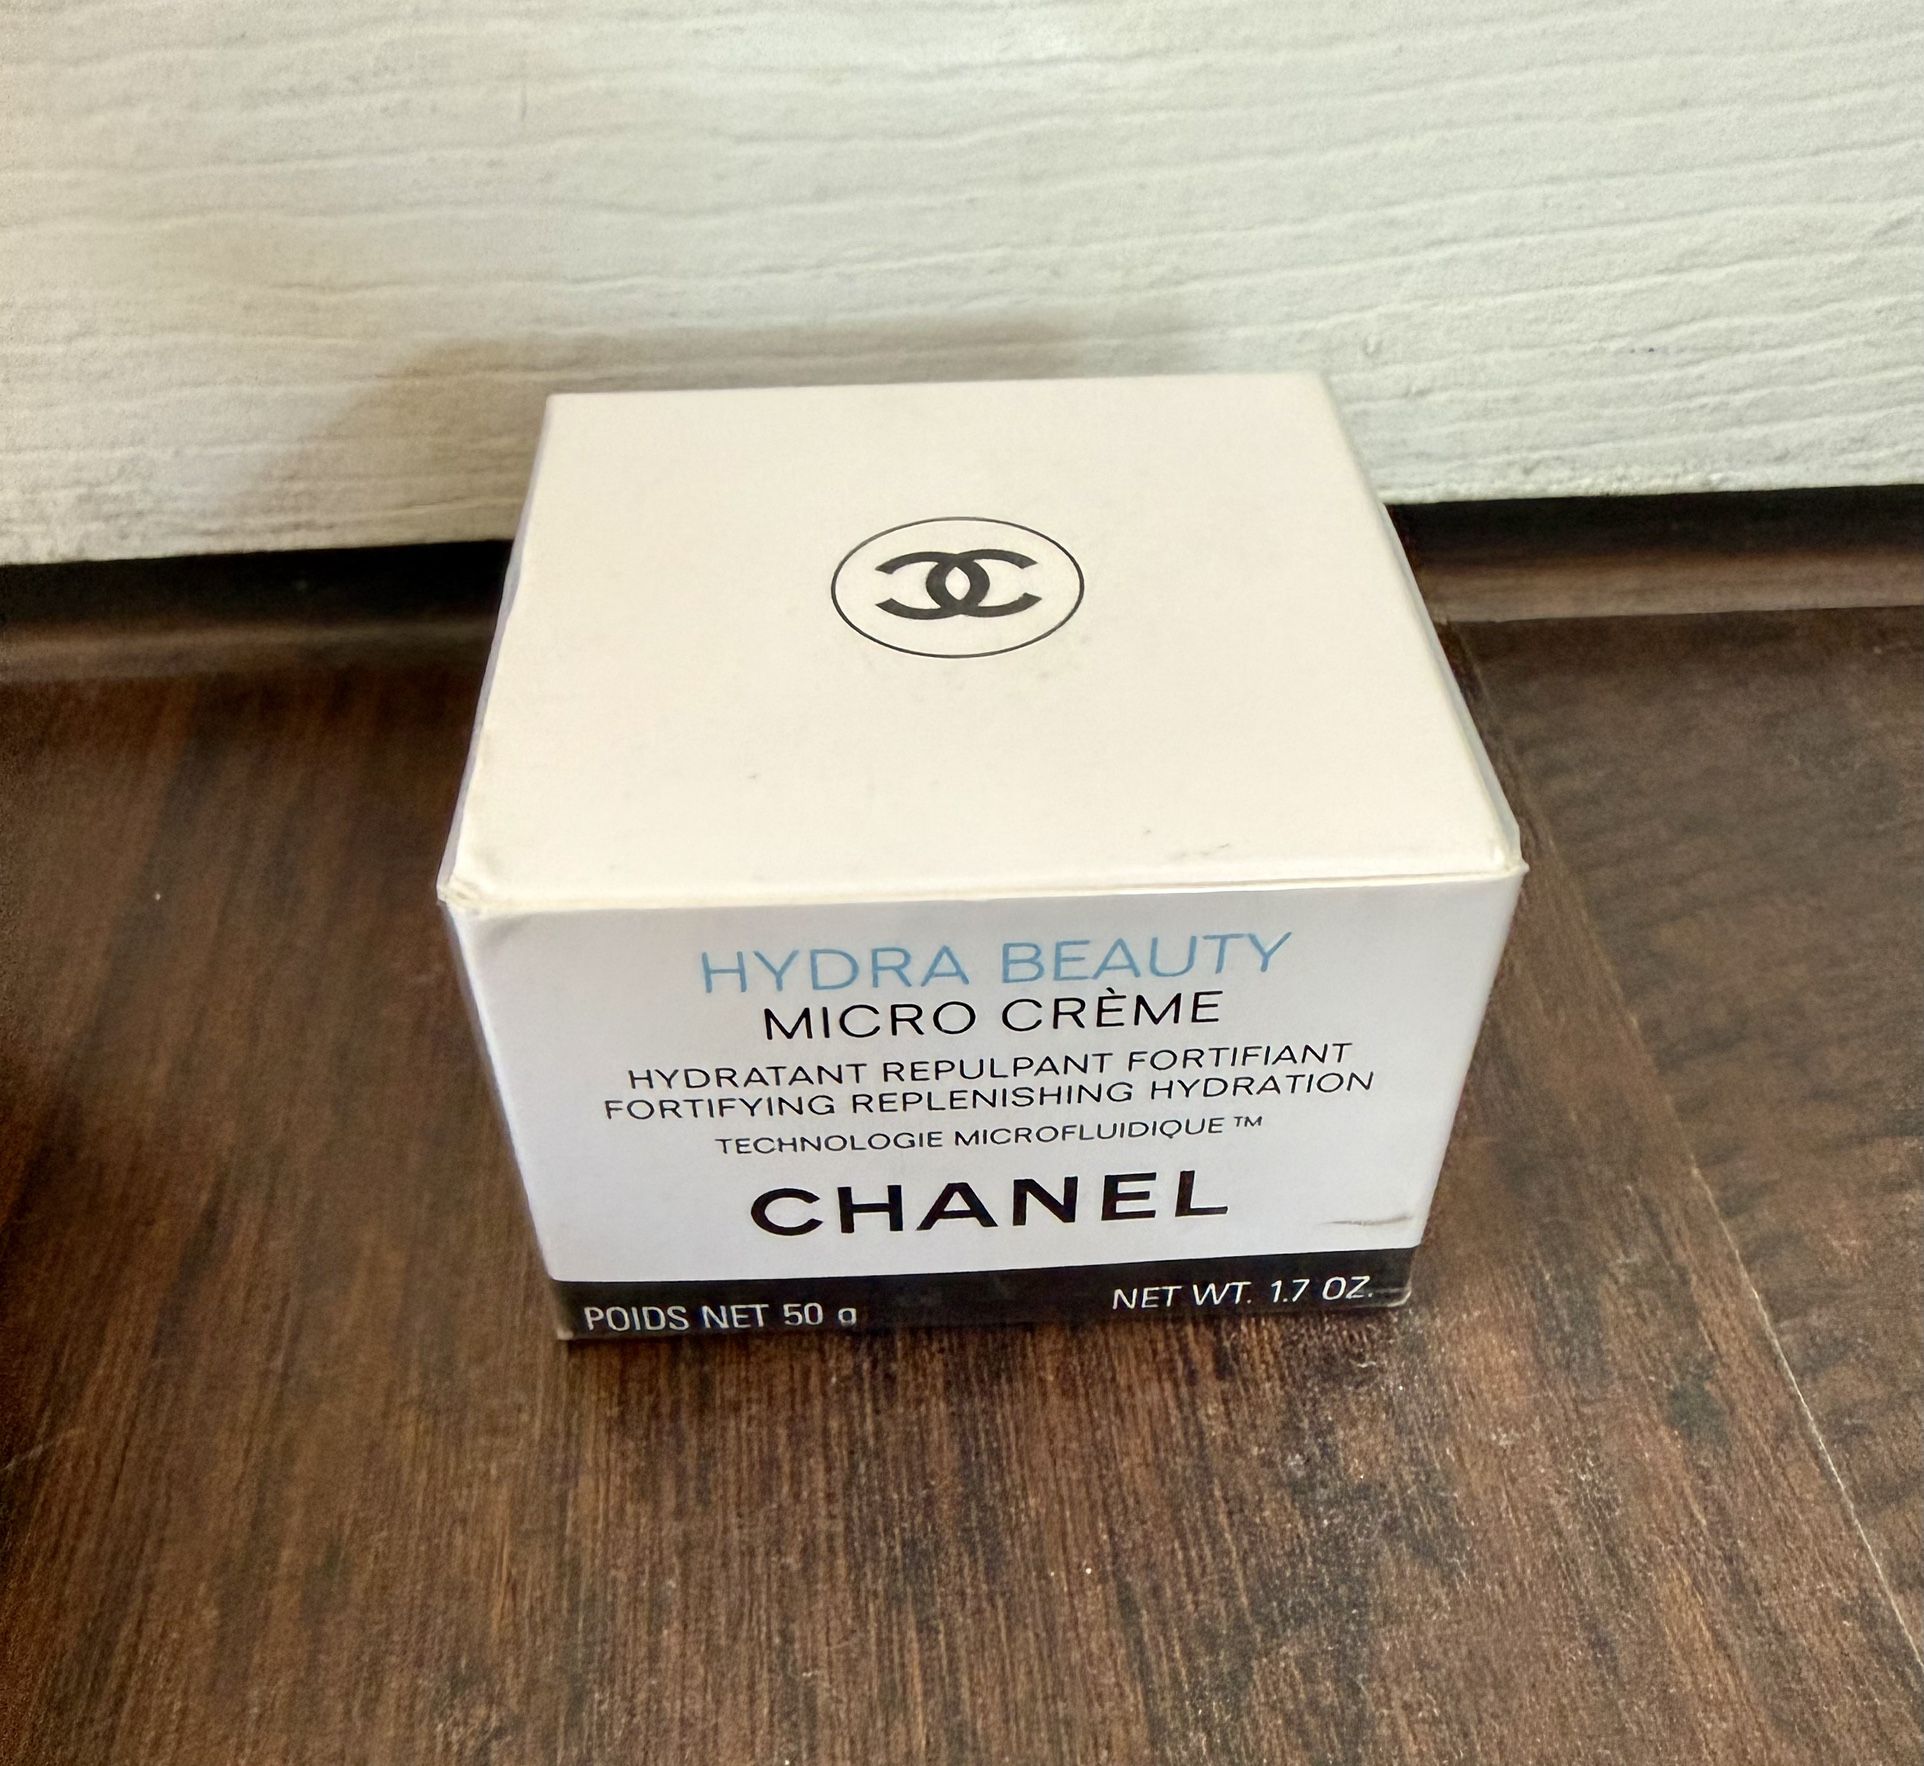 HYDRA BEAUTY
MICRO CRÈME
HYDRATANT REPULPANT FORTIFIANT
FORTIFYING REPLENISHING HYDRATION
TECHNOLOGIE MICROFLUIDIQUE™
CHANEL
POIDS NET 50 g NET WT. 1.7 OZ.